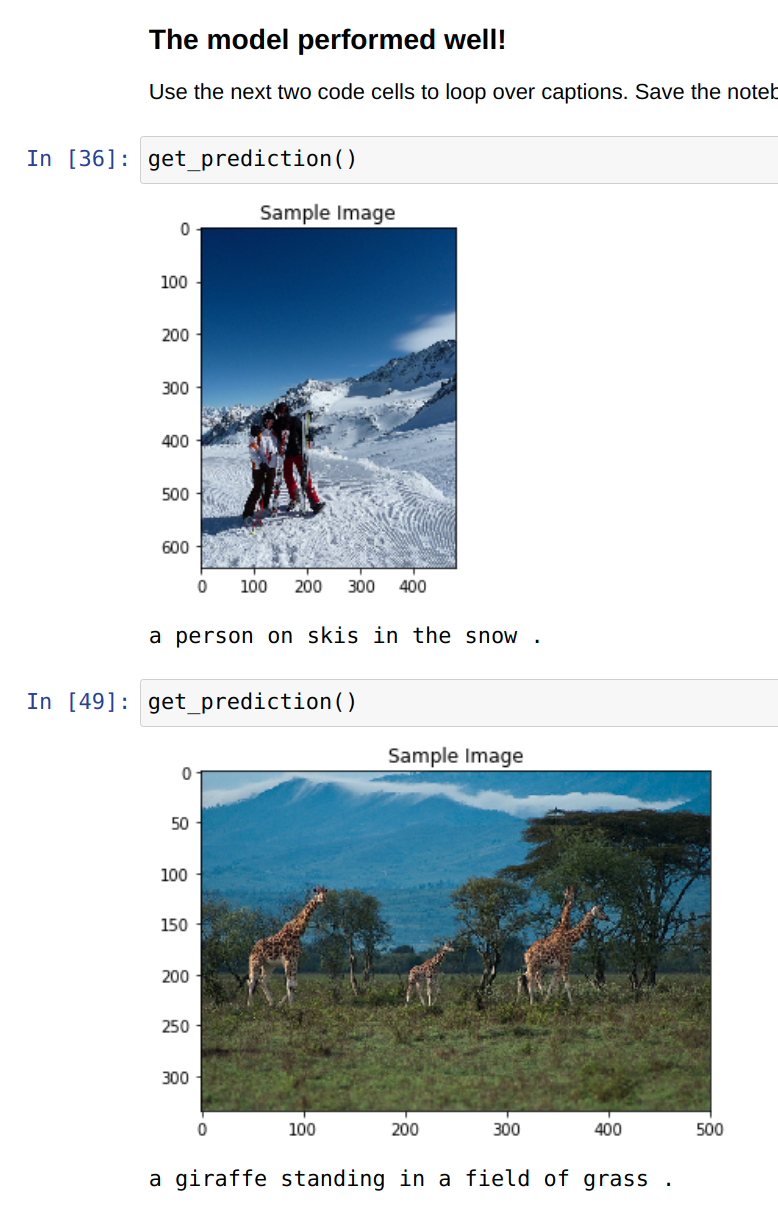 The model performed well!
Use the next two code cells to loop over captions. Save the
In [36]: get_prediction()
Sample Image
0
100
200
300
400
500
600
0 100 200 300 400
a person on skis in the snow .
In [49]: get_prediction()
Sample Image
0
50
100
150
200
250
300
0 100 200 300 400 500
a giraffe standing in a field of grass .